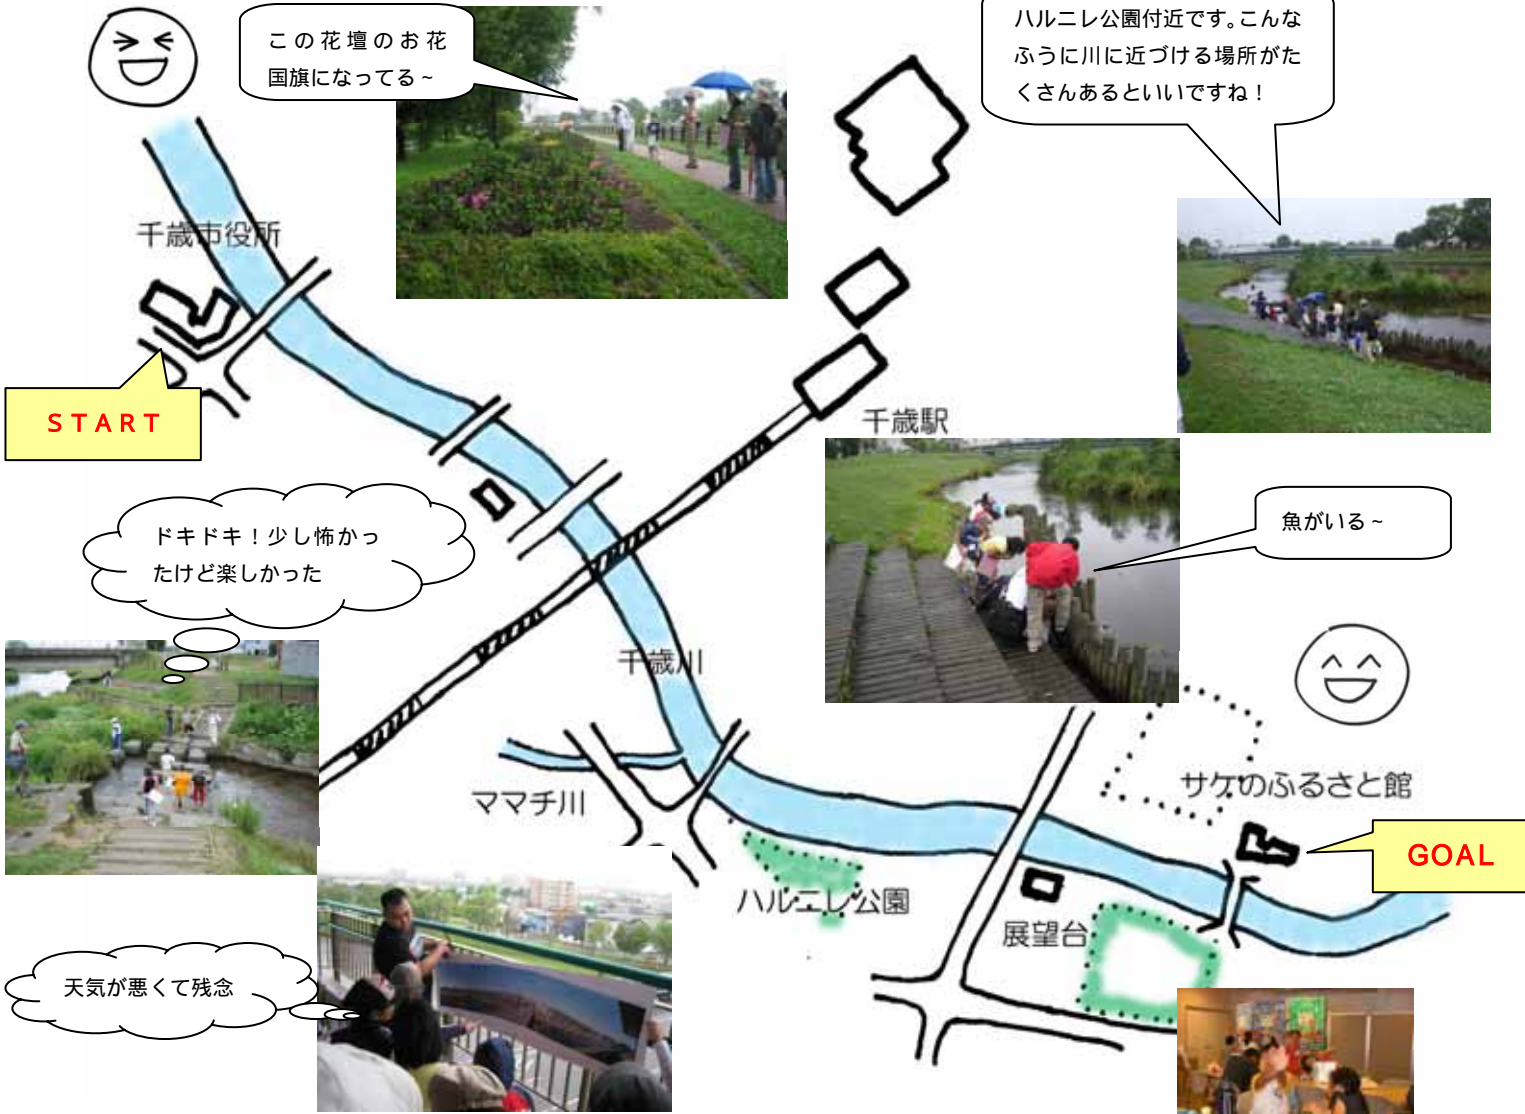 この花壇のお花
国旗になってる～
ハルニレ公園付近です。こんな
ふうに川に近づける場所がた
くさんあるといいですね！
千歳市役所
START
千歳駅
ドキドキ！少し怖かっ
たけど楽しかった
魚がいる～
千歳川
ママチ川
サケのふるさと館
GOAL
ハルニレ公園
展望台
天気が悪くて残念